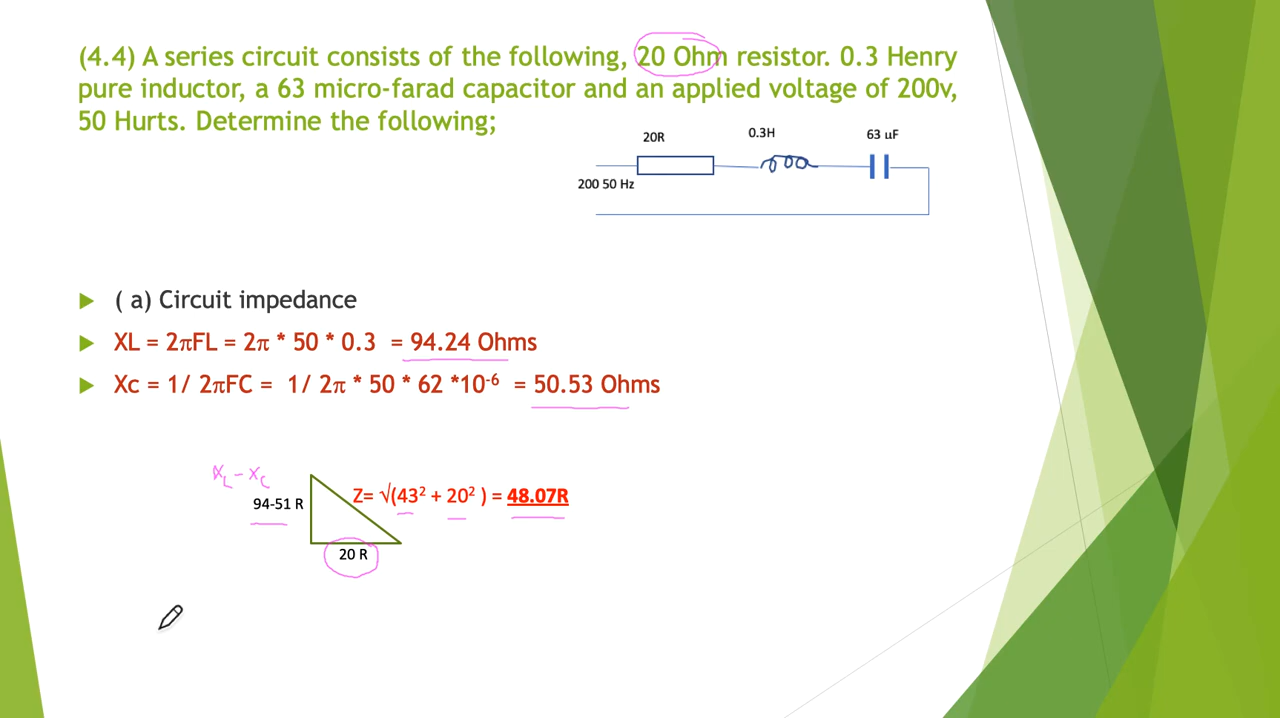 (4.4) A series circuit consists of the following, 20 Ohm resistor. 0.3 Henry
pure inductor, a 63 micro-farad capacitor and an applied voltage of 200v,
50 Hurts. Determine the following;
20R
0.3H
63 uF
200 50 Hz
( a) Circuit impedance
XL = 2πFL = 2π * 50 * 0.3 = 94.24 Ohms
Xc = 1/ 2πFC = 1/ 2π * 50 * 62 *10⁻⁶ = 50.53 Ohms
XL - XC
94-51 R
Z= √(43² + 20² ) = 48.07R
20 R